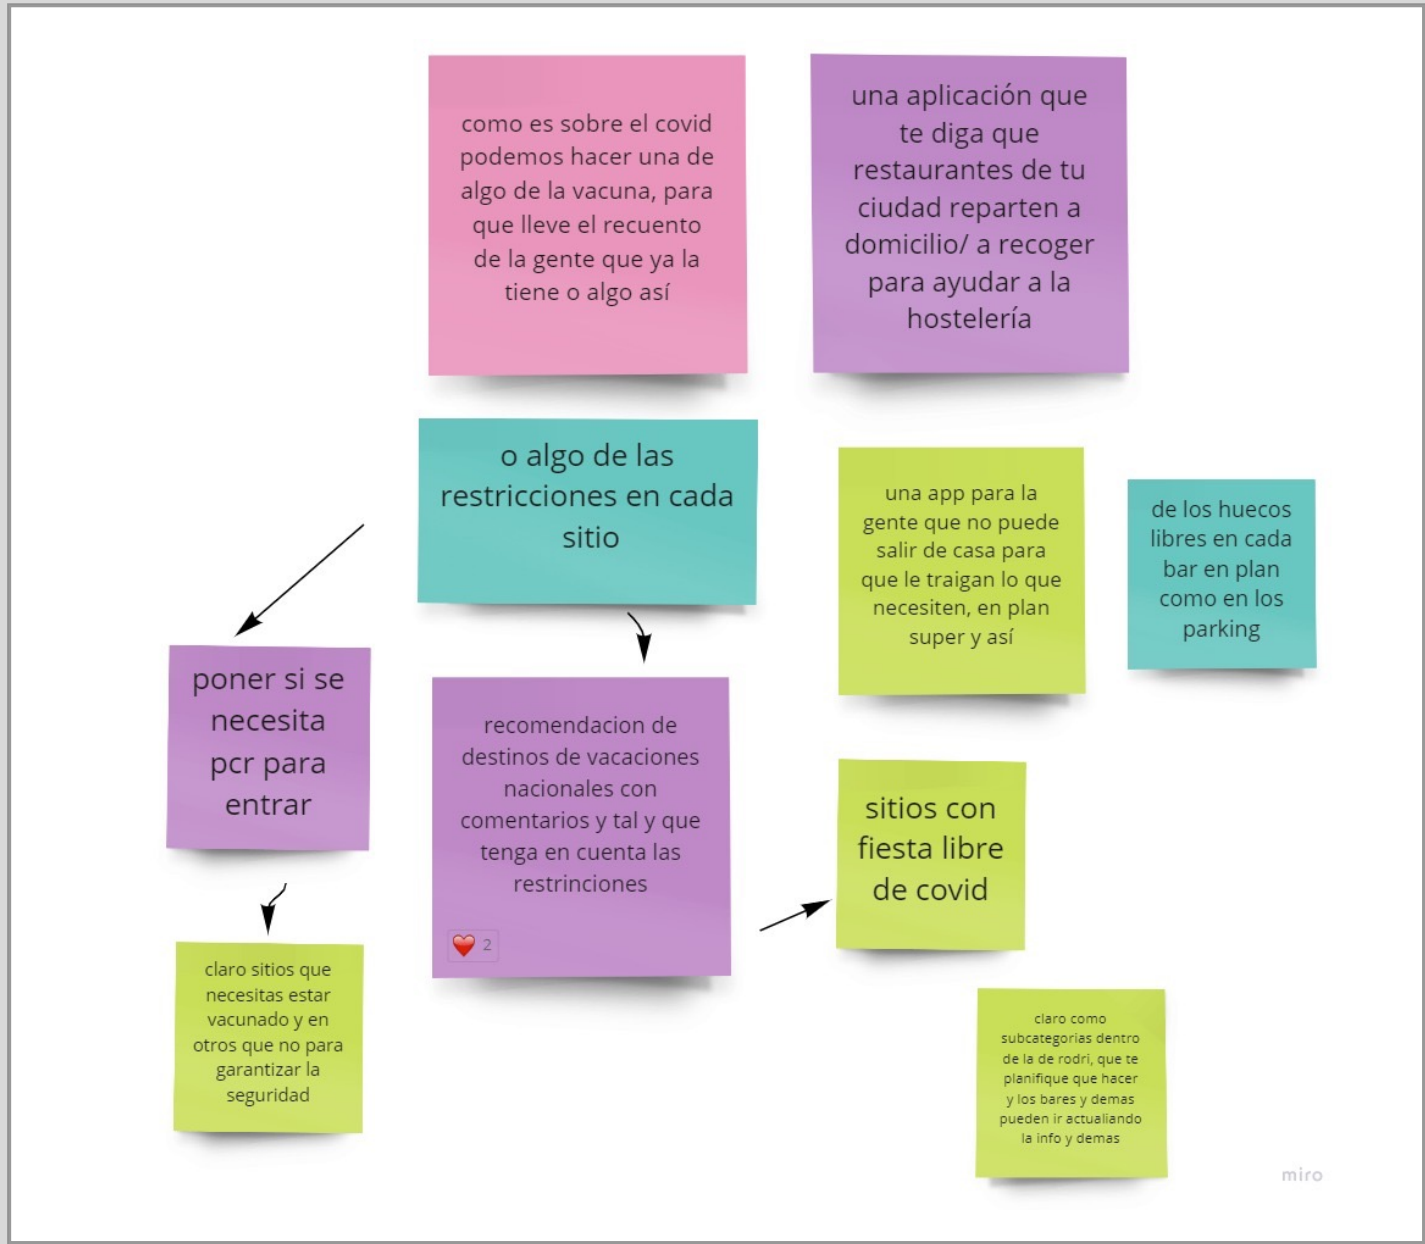 como es sobre el covid
podemos hacer una de
algo de la vacuna, para
que lleve el recuento
de la gente que ya la
tiene o algo así
una aplicación que
te diga que
restaurantes de tu
ciudad reparten a
domicilio/ a recoger
para ayudar a la
hostelería
o algo de las
restricciones en cada
sitio
una app para la
gente que no puede
salir de casa para
que le traigan lo que
necesiten, en plan
super y así
de los huecos
libres en cada
bar en plan
como en los
parking
poner si se
necesita
pcr para
entrar
recomendacion de
destinos de vacaciones
nacionales con
comentarios y tal y que
tenga en cuenta las
restrinciones
2
sitios con
fiesta libre
de covid
claro sitios que
necesitas estar
vacunado y en
otros que no para
garantizar la
seguridad
claro como
subcategorias dentro
de la de rodri, que te
planifique que hacer
y los bares y demas
pueden ir actualiando
la info y demas
miro